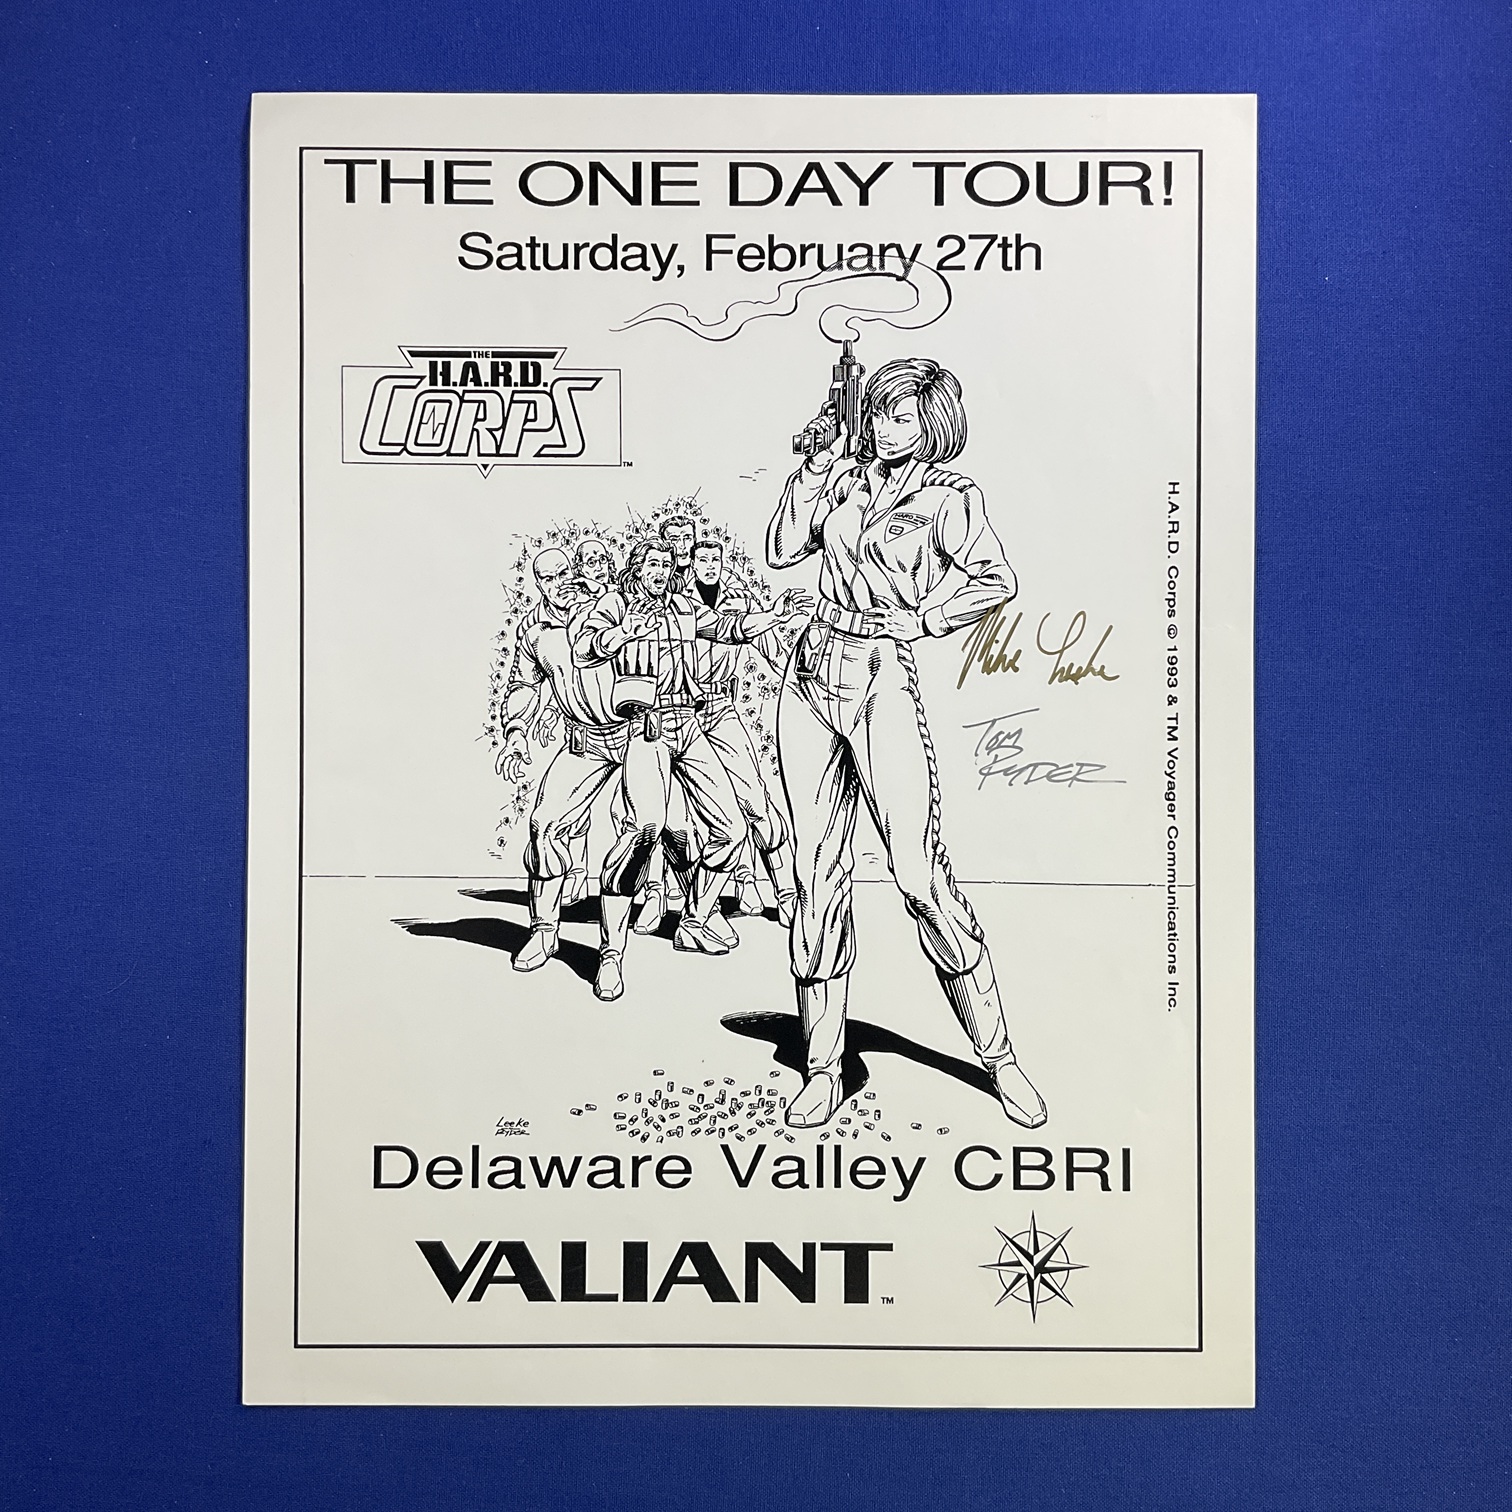 THE ONE DAY TOUR!
Saturday, February 27th
THE
H.A.R.D.
CORPS
TM
H.A.R.D. Corps © 1993 & TM Voyager Communications Inc.
Mike Leeke
TOM
RYDER
Leeke
RYDER
Delaware Valley CBRI
VALIANT TM